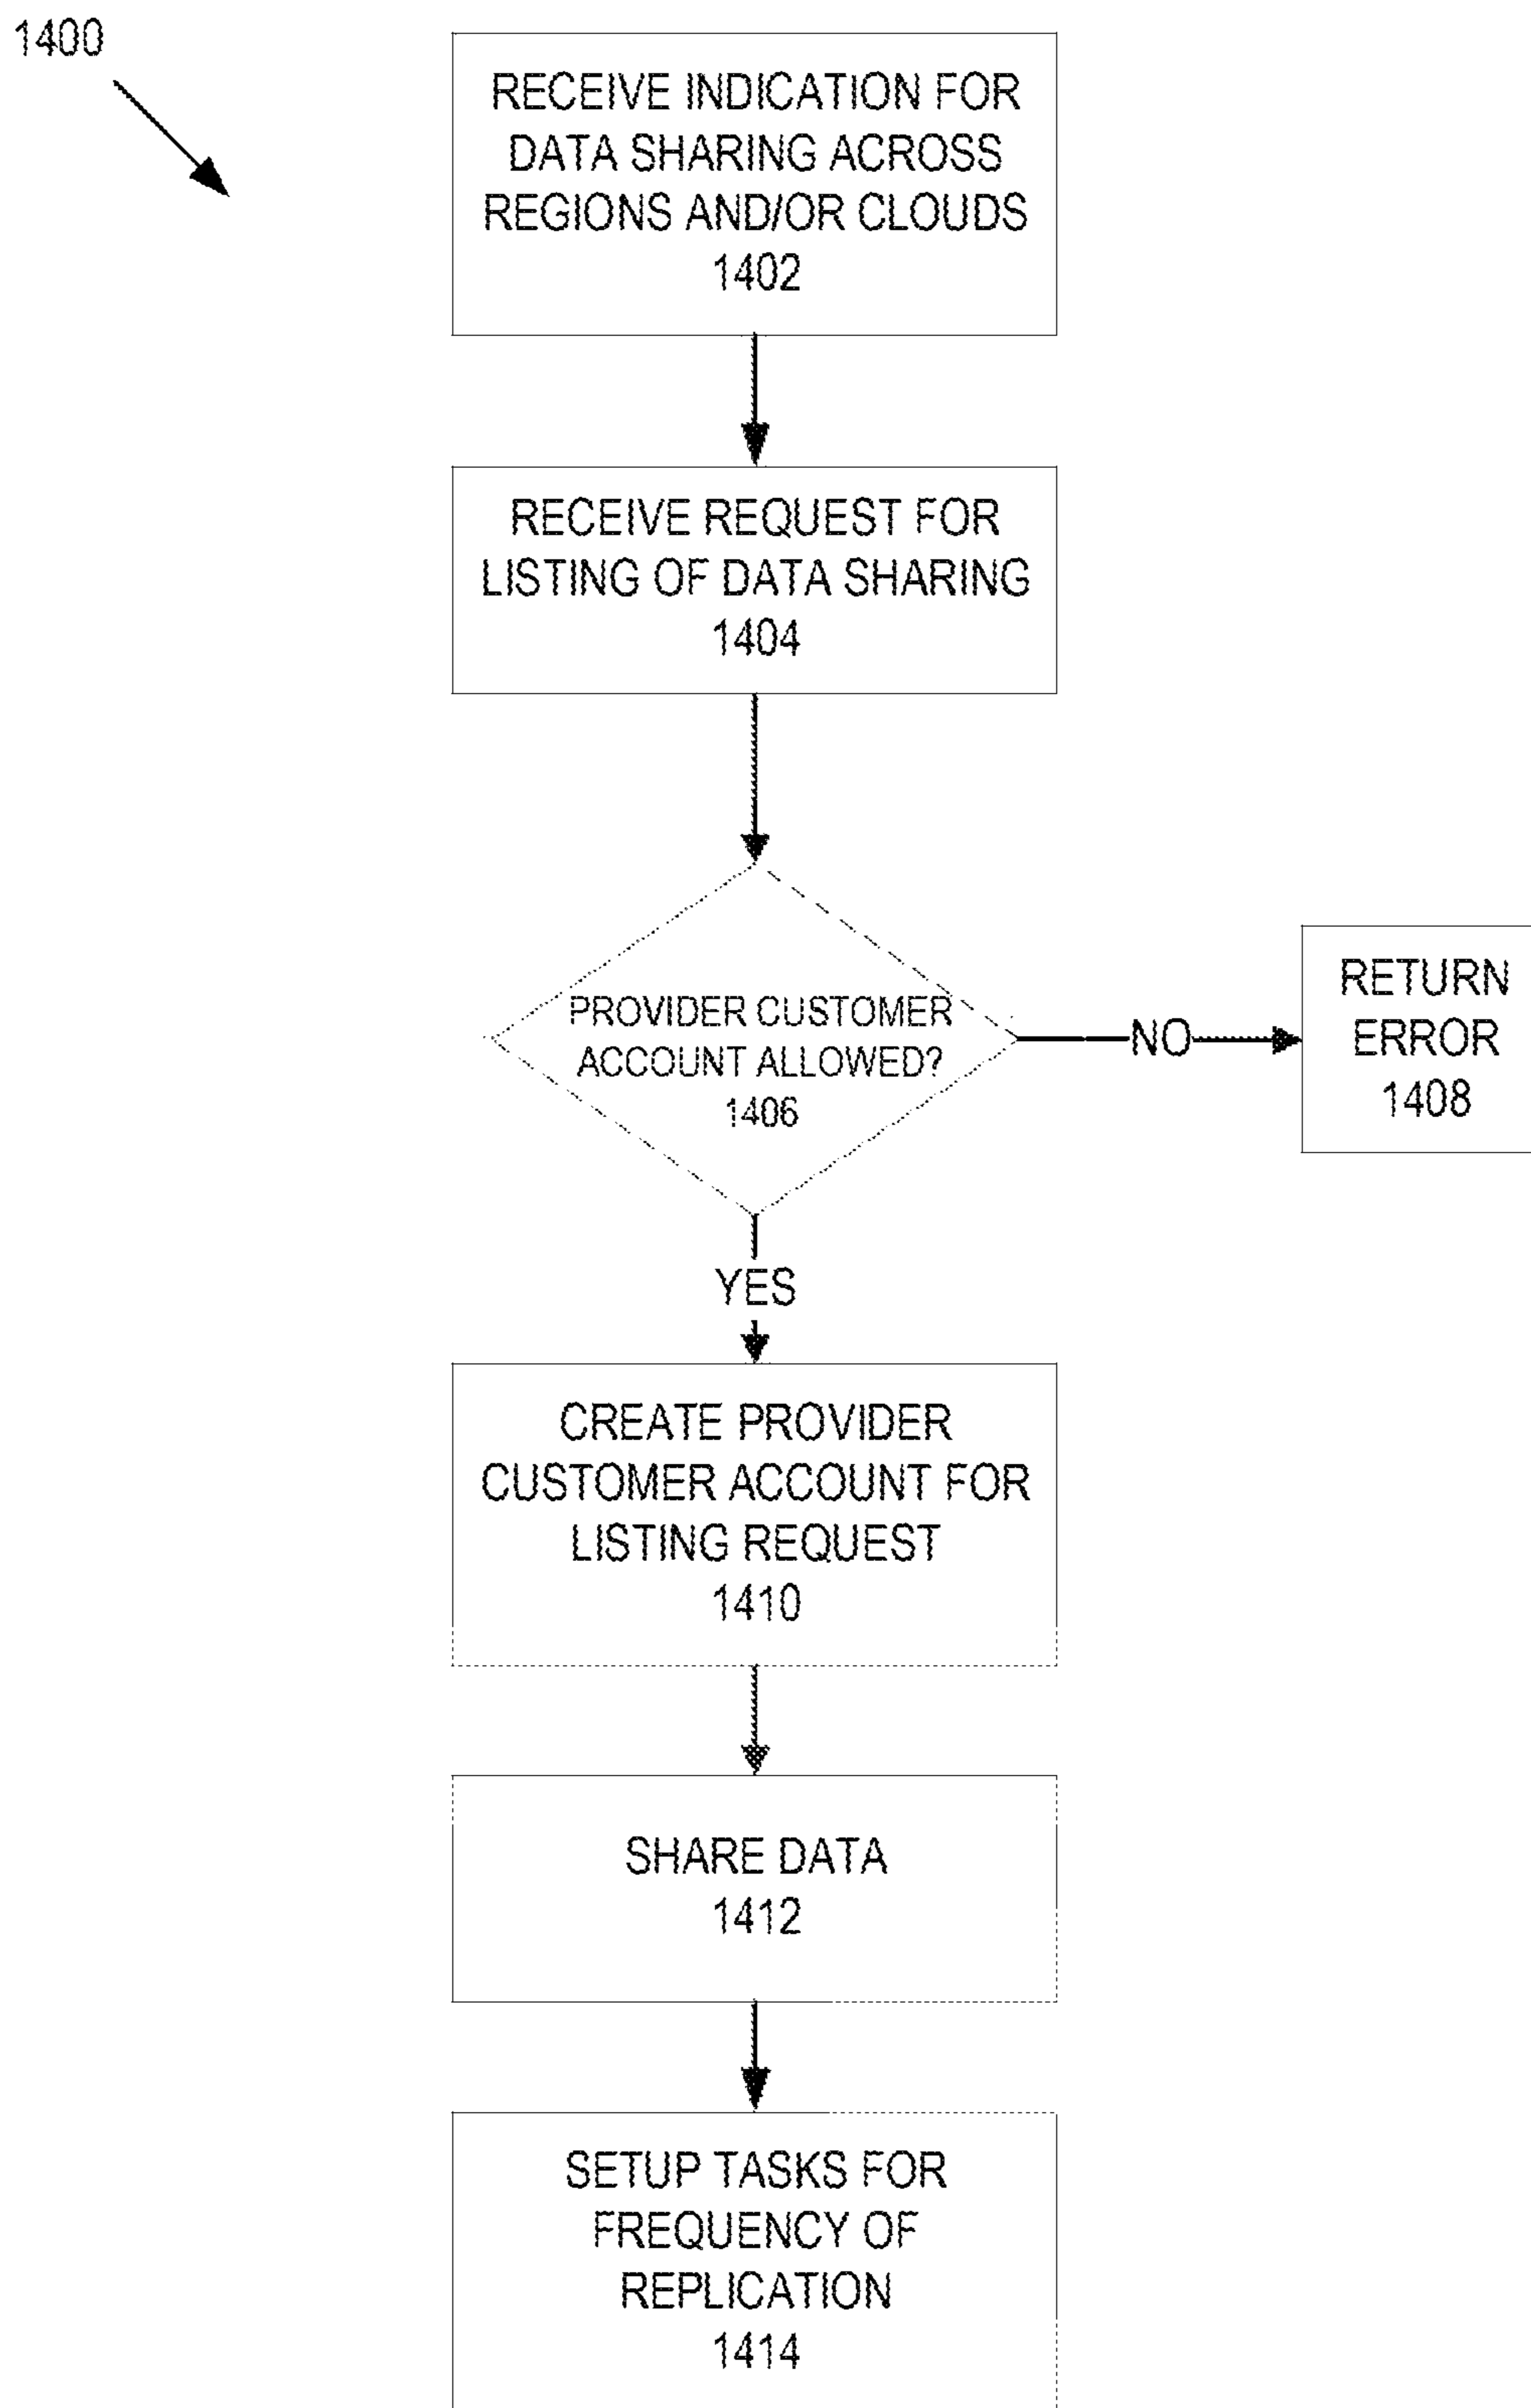 1400
RECEIVE INDICATION FOR
DATA SHARING ACROSS
REGIONS AND/OR CLOUDS
1402
RECEIVE REQUEST FOR
LISTING OF DATA SHARING
1404
PROVIDER CUSTOMER
ACCOUNT ALLOWED?
1406
NO
RETURN
ERROR
1408
YES
CREATE PROVIDER
CUSTOMER ACCOUNT FOR
LISTING REQUEST
1410
SHARE DATA
1412
SETUP TASKS FOR
FREQUENCY OF
REPLICATION
1414